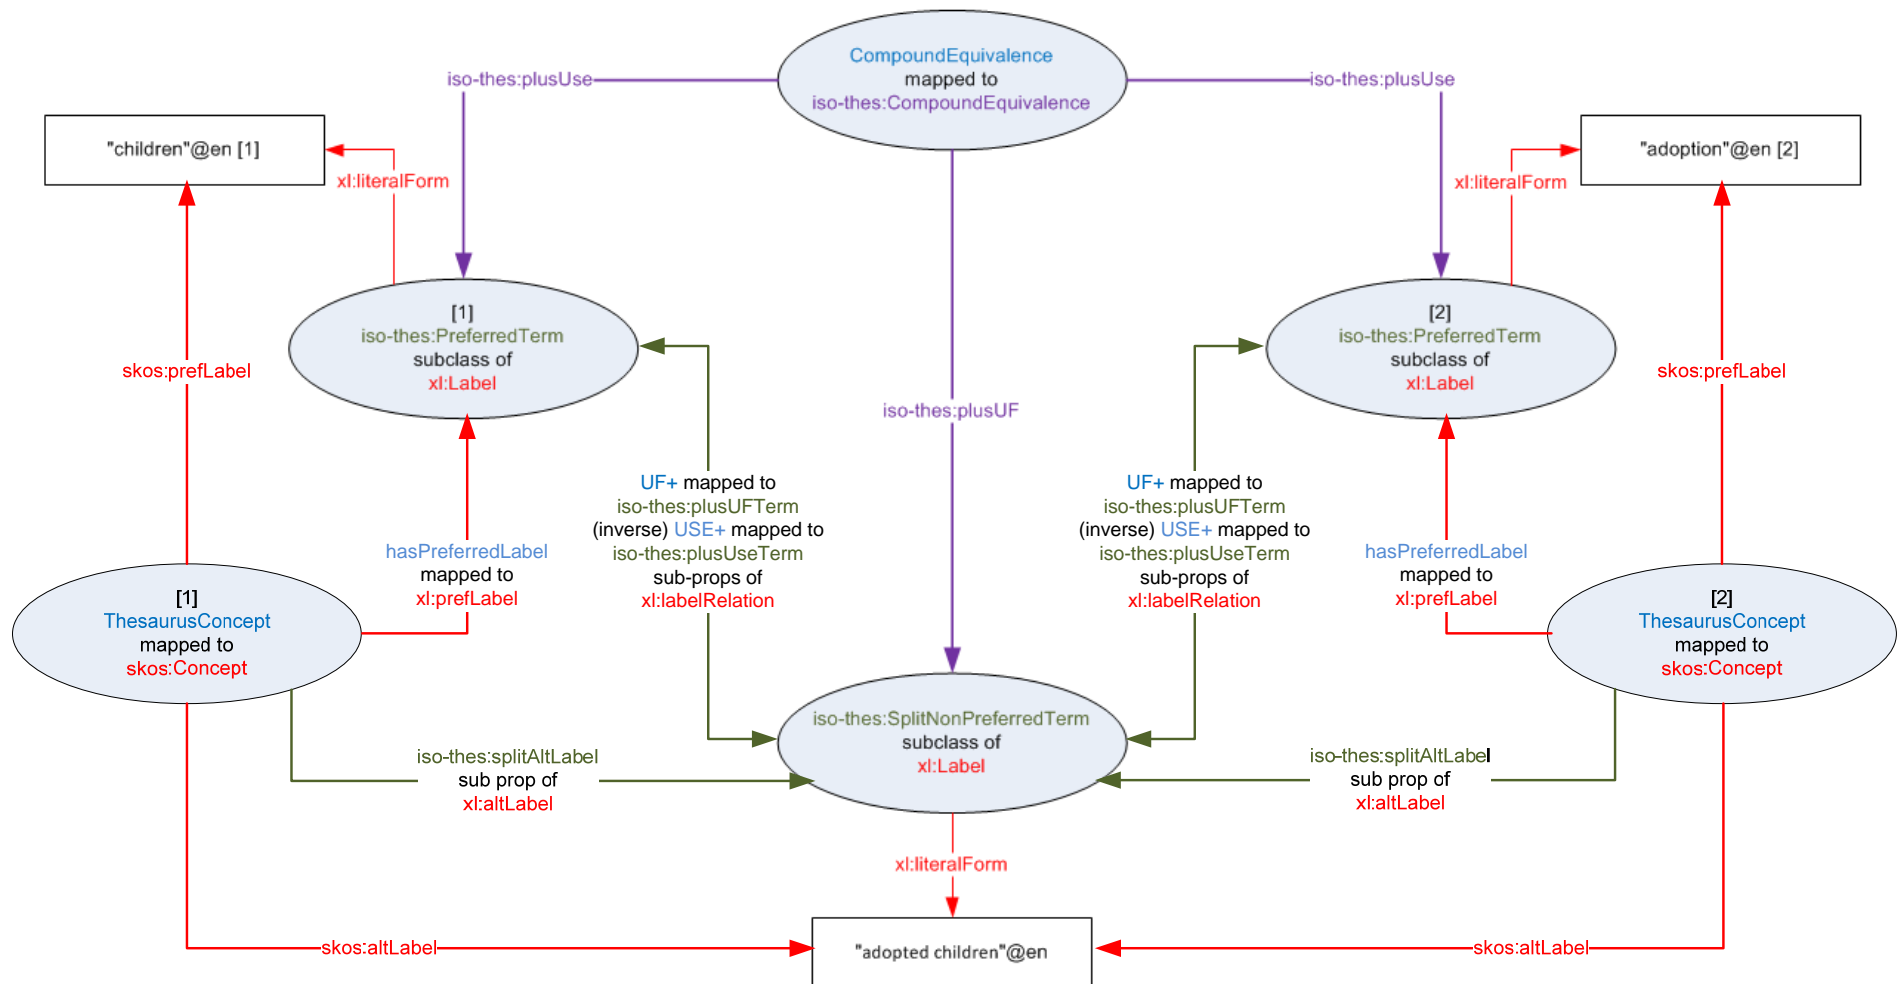 CompoundEquivalence
mapped to
iso-thes:CompoundEquivalence
iso-thes:plusUse
iso-thes:plusUse
"children"@en [1]
"adoption"@en [2]
xl:literalForm
xl:literalForm
[1]
iso-thes:PreferredTerm
subclass of
xl:Label
[2]
iso-thes:PreferredTerm
subclass of
xl:Label
skos:prefLabel
skos:prefLabel
iso-thes:plusUF
UF+ mapped to
iso-thes:plusUFTerm
(inverse) USE+ mapped to
iso-thes:plusUseTerm
sub-props of
xl:labelRelation
UF+ mapped to
iso-thes:plusUFTerm
(inverse) USE+ mapped to
iso-thes:plusUseTerm
sub-props of
xl:labelRelation
hasPreferredLabel
mapped to
xl:prefLabel
hasPreferredLabel
mapped to
xl:prefLabel
[1]
ThesaurusConcept
mapped to
skos:Concept
[2]
ThesaurusConcept
mapped to
skos:Concept
iso-thes:SplitNonPreferredTerm
subclass of
xl:Label
iso-thes:splitAltLabel
sub prop of
xl:altLabel
iso-thes:splitAltLabel
sub prop of
xl:altLabel
xl:literalForm
skos:altLabel
"adopted children"@en
skos:altLabel